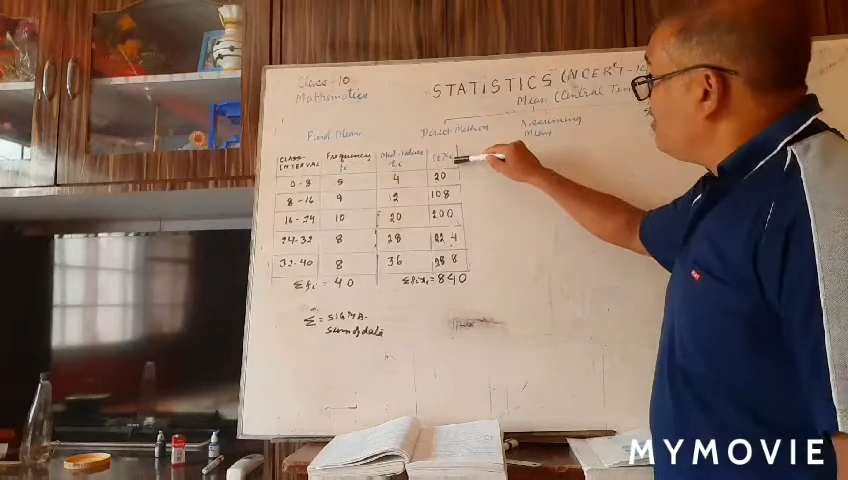 Class-10
Mathematics
STATISTICS (NCERT-10
Mean (Central Ten
Find Mean
Direct Method
Assuming
Mean
CLASS-INTERVAL Frequency fi Mid-values xi fixi
0-8 5 4 20
8-16 9 12 108
16-24 10 20 200
24-32 8 28 224
32-40 8 36 288
Σfi = 40 Σfixi = 840
Σ = SIGMA-
sum of data
MYMOVIE